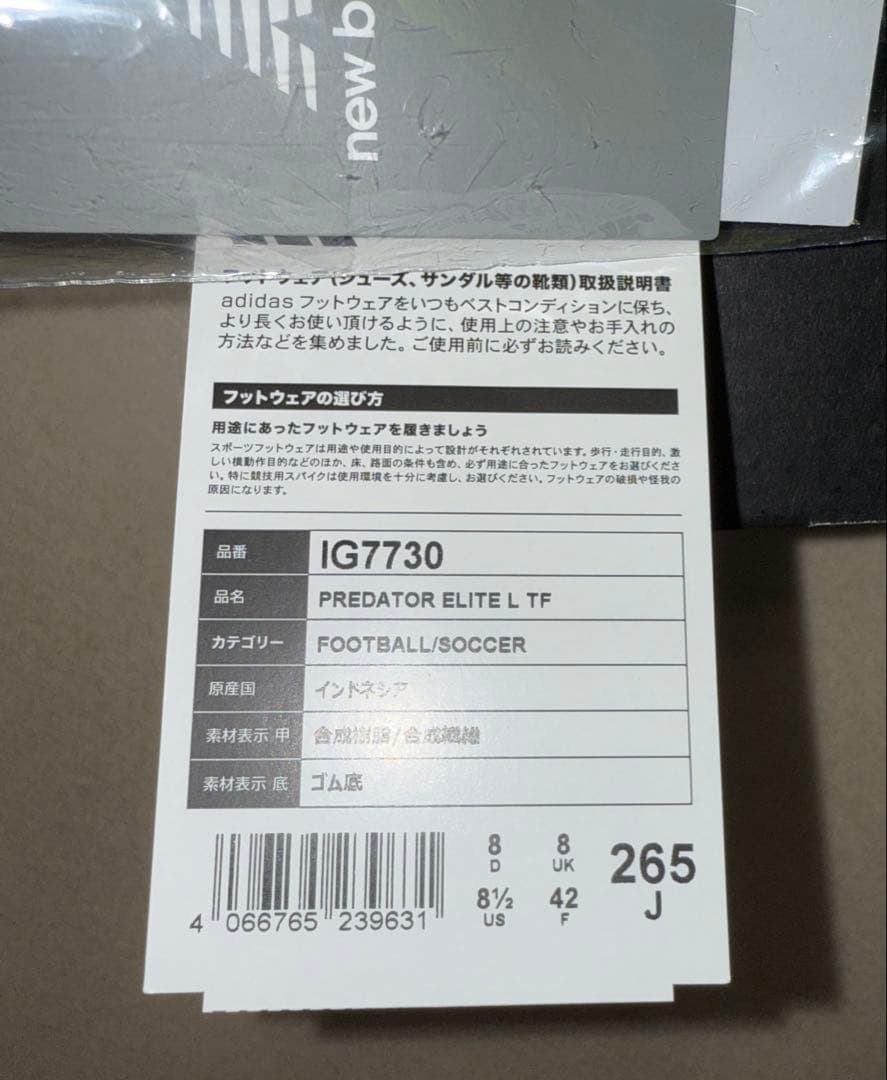 new b
フットウェア(シューズ、サンダル等の靴類)取扱説明書
adidas フットウェアをいつもベストコンディションに保ち、
より長くお使い頂けるように、使用上の注意やお手入れの
方法などを集めました。ご使用前に必ずお読みください。
フットウェアの選び方
用途にあったフットウェアを履きましょう
スポーツフットウェアは用途や使用目的によって設計がそれぞれされています。歩行・走行目的、激
しい横動作目的などのほか、床、路面の条件も含め、必ず用途に合ったフットウェアをお選びくださ
い。特に競技用スパイクは使用環境を十分に考慮し、お選びください。フットウェアの破損や怪我の
原因になります。
品番 IG7730
品名 PREDATOR ELITE L TF
カテゴリー FOOTBALL/SOCCER
原産国 インドネシア
素材表示 甲 合成樹脂/合成繊維
素材表示 底 ゴム底
8 D 8 UK 265 J
8½ US 42 F
4 066765 239631